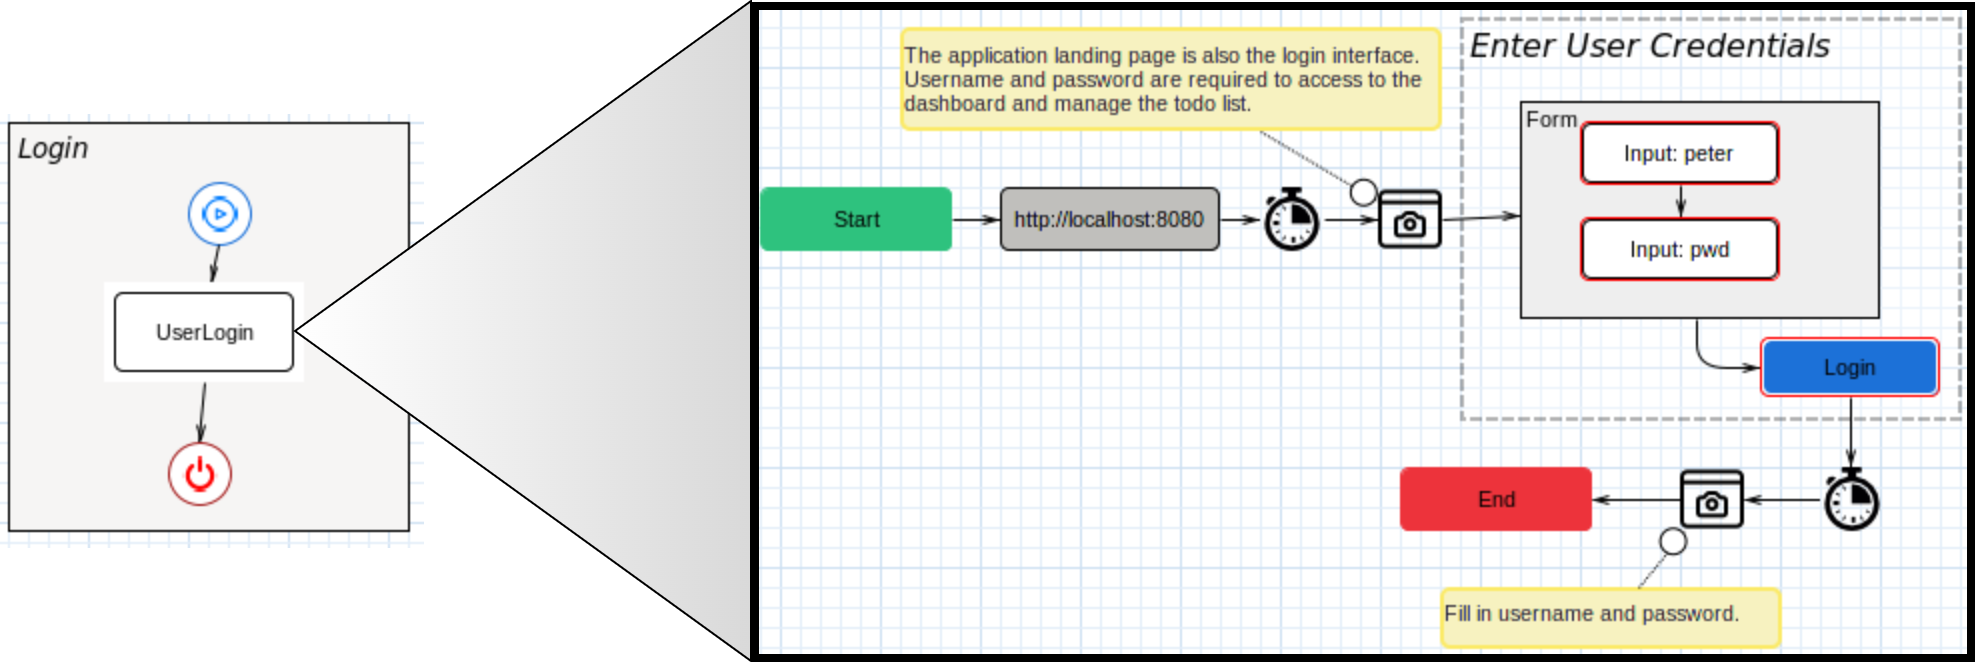 Login
UserLogin
The application landing page is also the login interface.
Username and password are required to access to the
dashboard and manage the todo list.
Start
http://localhost:8080
Enter User Credentials
Form
Input: peter
Input: pwd
Login
End
Fill in username and password.